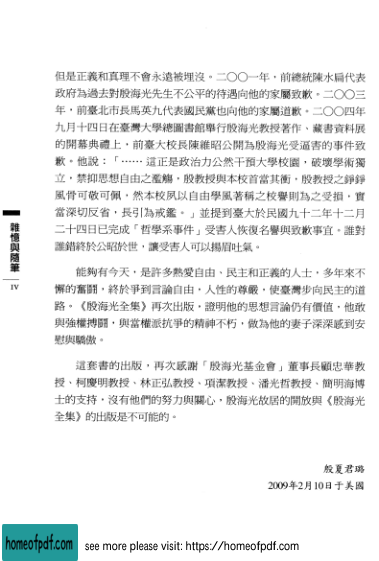 但是正義和真理不會永遠被埋沒。二〇〇一年，前總統陳水扁代表
政府為過去對殷海光先生不公平的待遇向他的家屬致歉。二〇〇三
年，前臺北市長馬英九代表國民黨也向他的家屬道歉。二〇〇四年
九月十四日在臺灣大學總圖書館舉行殷海光教授著作、藏書資料展
的開幕典禮上，前臺大校長陳維昭公開為殷海光受逼害的事件致
歉。他說：「⋯⋯這正是政治力公然干預大學校園，破壞學術獨
立，禁抑思想自由之濫觴，殷教授與本校首當其衝，殷教授之錚錚
風骨可敬可佩，然本校夙以自由學風著稱之校譽則為之受損，實
當深切反省，長引為戒鑑。」並提到臺大於民國九十二年十二月
二十四日已完成「哲學系事件」受害人恢復名譽與致歉事宜。誰對
誰錯終於公昭於世，讓受害人可以揚眉吐氣。
能夠有今天，是許多熱愛自由、民主和正義的人士，多年來不
懈的奮鬪，終於爭到言論自由，人性的尊嚴，使臺灣步向民主的道
路。《殷海光全集》再次出版，證明他的思想言論仍有價值，他敢
與強權搏鬪，與當權派抗爭的精神不朽，做為他的妻子深深感到安
慰與驕傲。
這套書的出版，再次感謝「殷海光基金會」董事長顧忠華教
授、柯慶明教授、林正弘教授、項潔教授、潘光哲教授、簡明海博
士的支持，沒有他們的努力與關心，殷海光故居的開放與《殷海光
全集》的出版是不可能的。
殷夏君璐
2009年2月10日于美國
雜憶與隨筆
IV
homeofpdf.com
see more please visit: https://homeofpdf.com